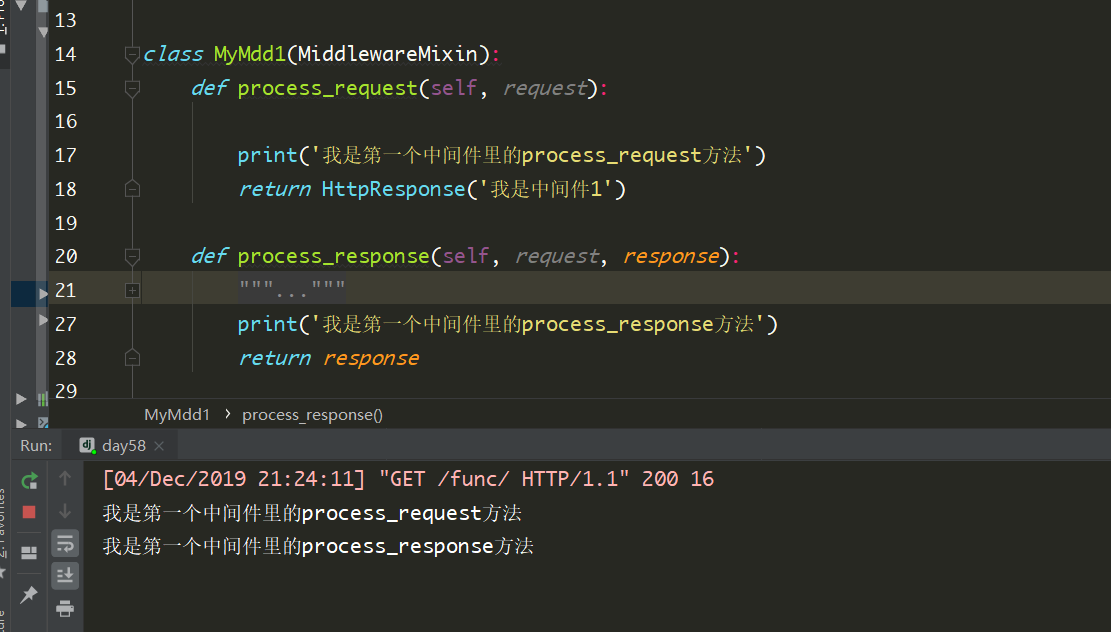 13
14 class MyMdd1(MiddlewareMixin):
15 def process_request(self, request):
16
17 print('我是第一个中间件里的process_request方法')
18 return HttpResponse('我是中间件1')
19
20 def process_response(self, request, response):
21 """..."""
27 print('我是第一个中间件里的process_response方法')
28 return response
29
MyMdd1 › process_response()
Run: dj day58 ×
[04/Dec/2019 21:24:11] "GET /func/ HTTP/1.1" 200 16
我是第一个中间件里的process_request方法
我是第一个中间件里的process_response方法